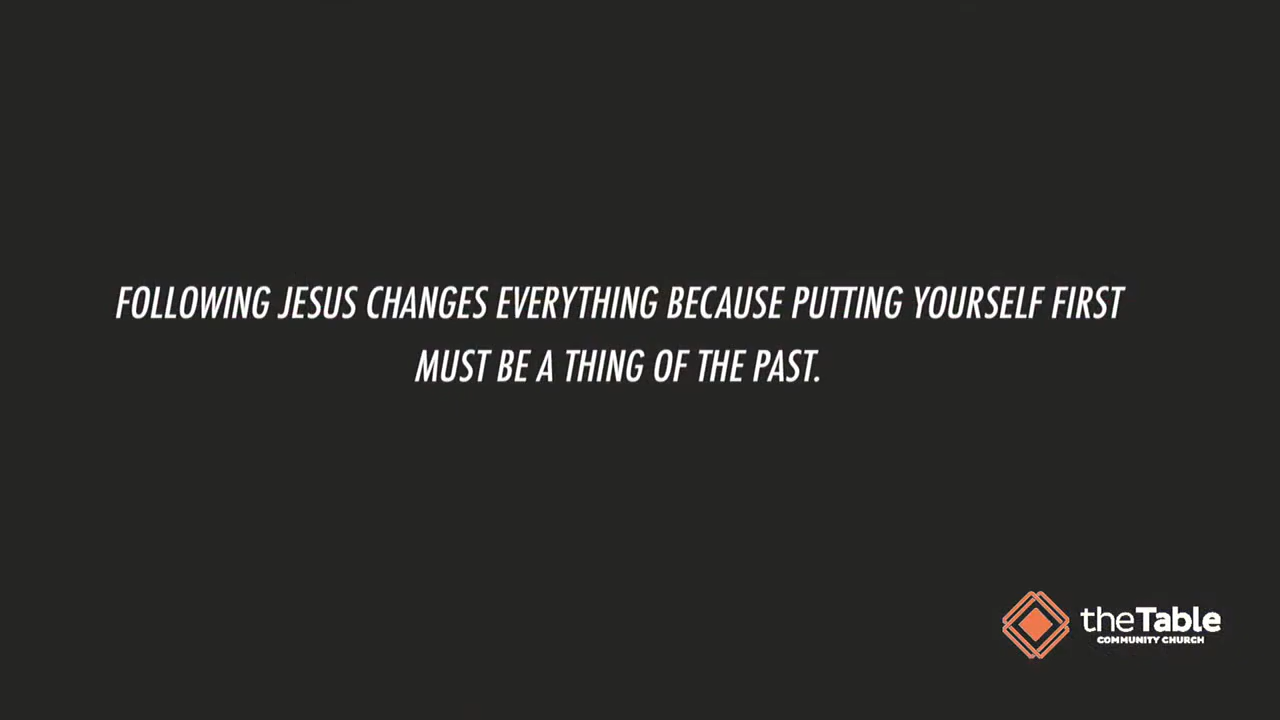 FOLLOWING JESUS CHANGES EVERYTHING BECAUSE PUTTING YOURSELF FIRST
MUST BE A THING OF THE PAST.
theTable
COMMUNITY CHURCH